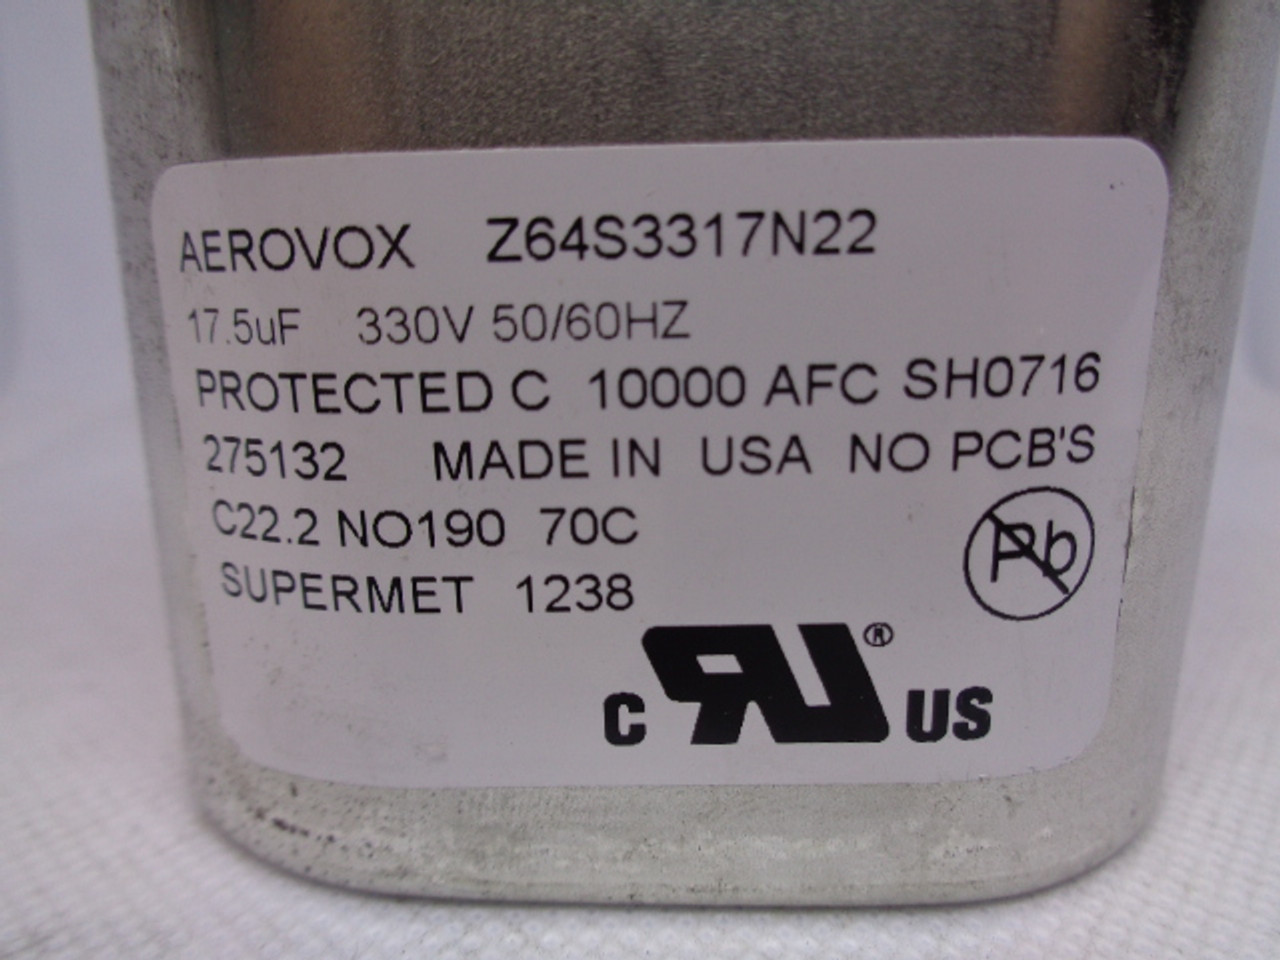 AEROVOX Z64S3317N22
17.5uF 330V 50/60HZ
PROTECTED C 10000 AFC SH0716
275132 MADE IN USA NO PCB'S
C22.2 NO190 70C
SUPERMET 1238
Pb
C RU® US